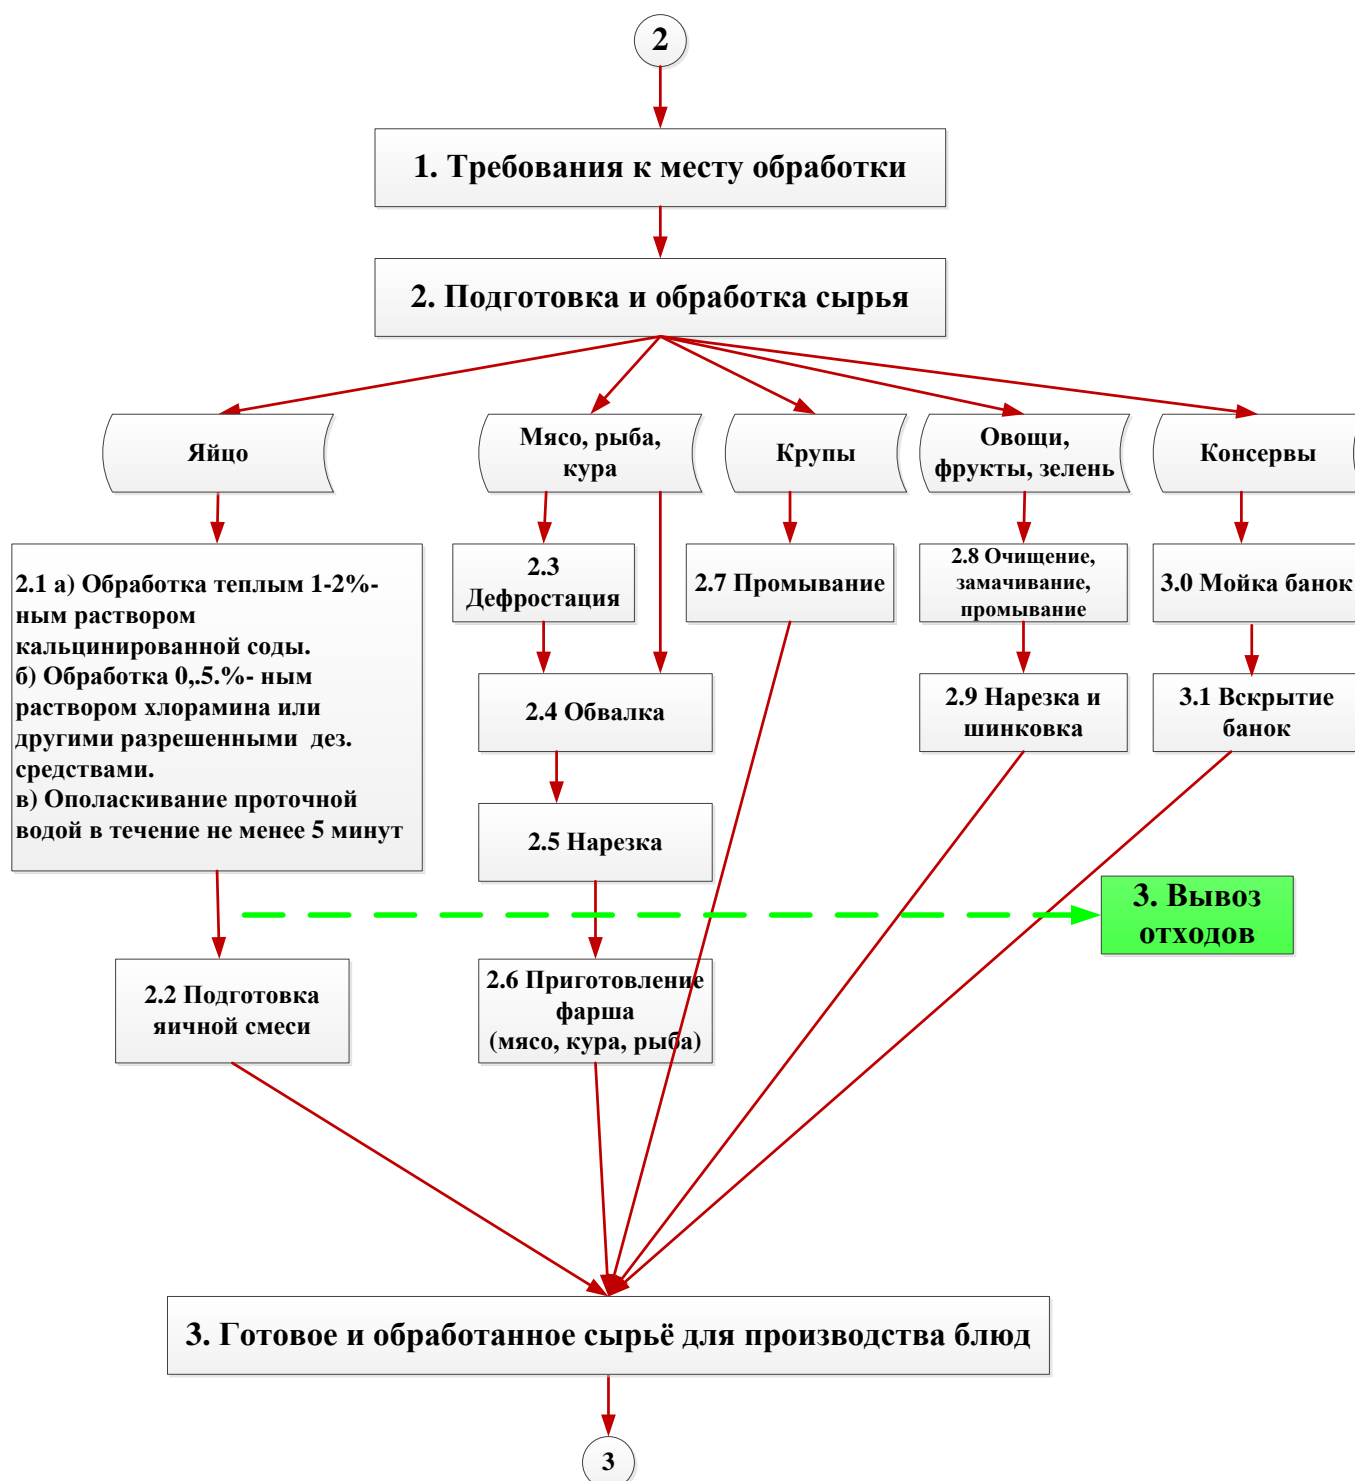 2
1. Требования к месту обработки
2. Подготовка и обработка сырья
Яйцо
Мясо, рыба,
кура
Крупы
Овощи,
фрукты, зелень
Консервы
2.1 а) Обработка теплым 1-2%-
ным раствором
кальцинированной соды.
б) Обработка 0,.5.%- ным
раствором хлорамина или
другими разрешенными дез.
средствами.
в) Ополаскивание проточной
водой в течение не менее 5 минут
2.3
Дефростация
2.7 Промывание
2.8 Очищение,
замачивание,
промывание
3.0 Мойка банок
2.4 Обвалка
2.9 Нарезка и
шинковка
3.1 Вскрытие
банок
2.5 Нарезка
3. Вывоз
отходов
2.2 Подготовка
яичной смеси
2.6 Приготовление
фарша
(мясо, кура, рыба)
3. Готовое и обработанное сырьё для производства блюд
3